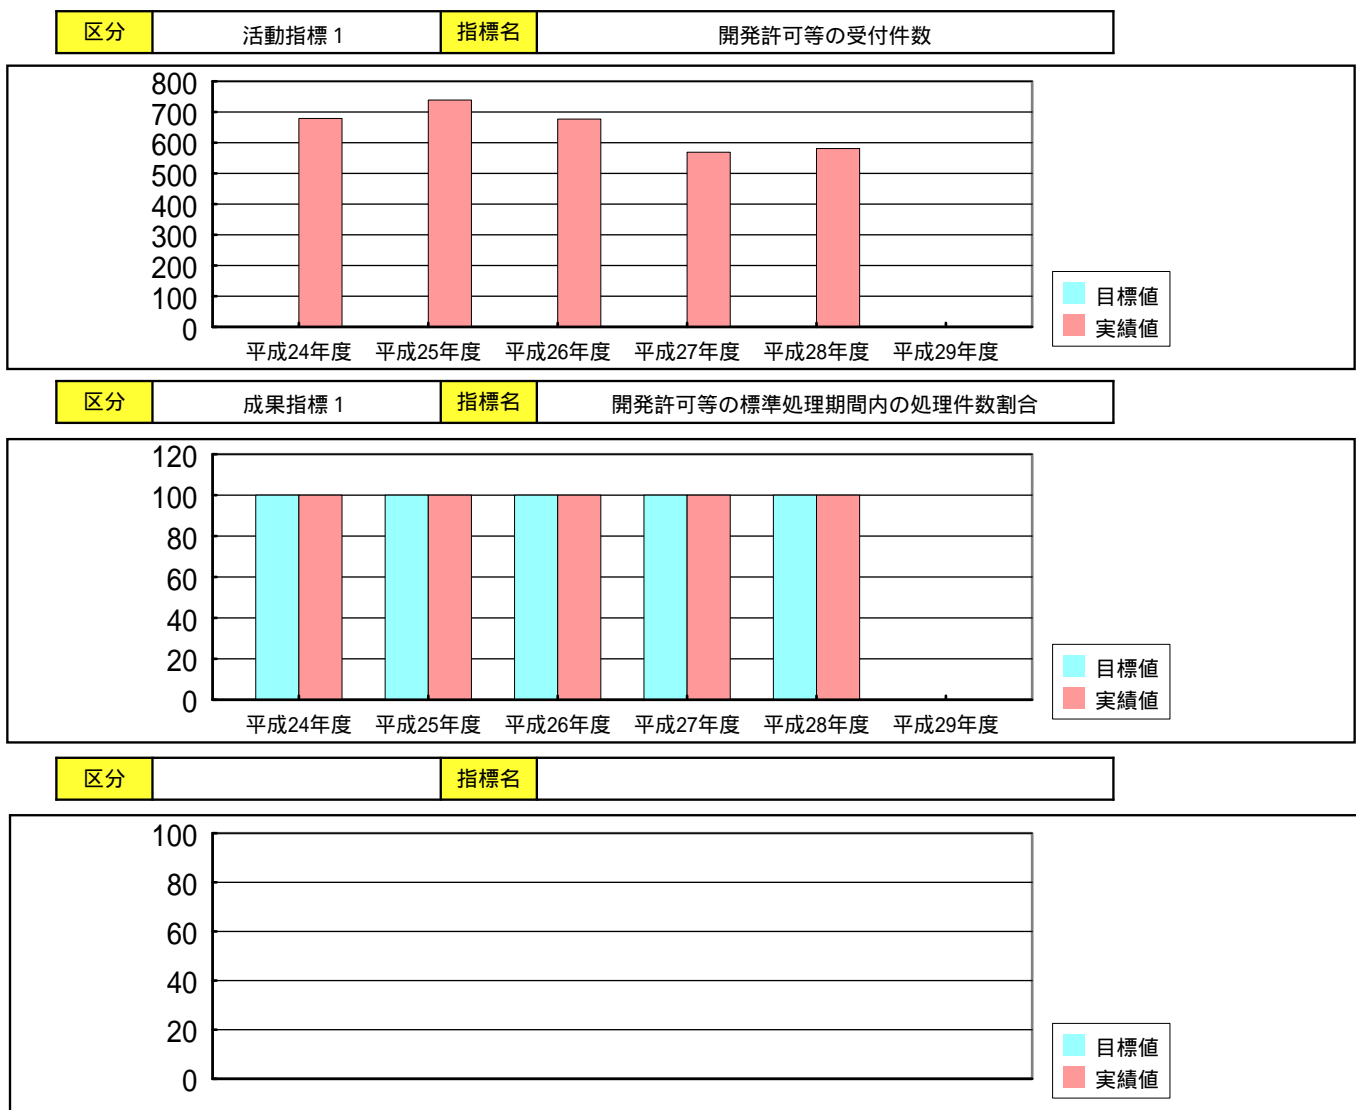 区分 活動指標1 指標名 開発許可等の受付件数
800
700
600
500
400
300
200
100
0
平成24年度 平成25年度 平成26年度 平成27年度 平成28年度 平成29年度
目標値
実績値
区分 成果指標1 指標名 開発許可等の標準処理期間内の処理件数割合
120
100
80
60
40
20
0
平成24年度 平成25年度 平成26年度 平成27年度 平成28年度 平成29年度
目標値
実績値
区分 指標名
100
80
60
40
20
0
目標値
実績値